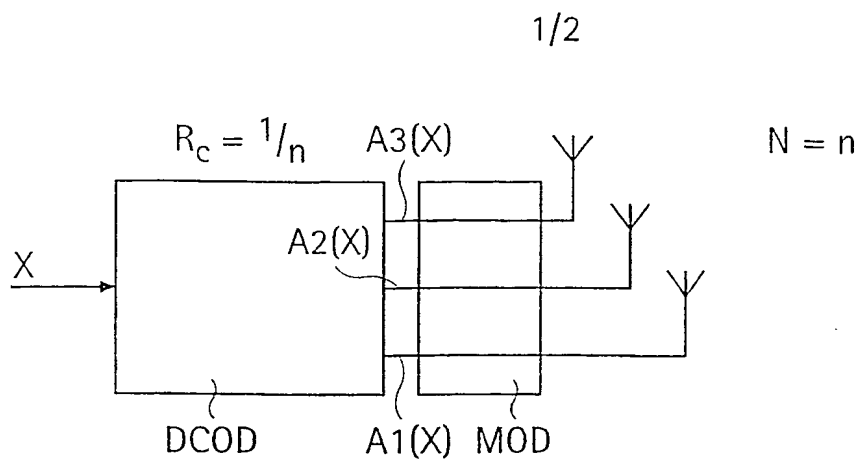 1/2
R_c = 1/n
A3(X)
N = n
A2(X)
X
DCOD
A1(X)
MOD